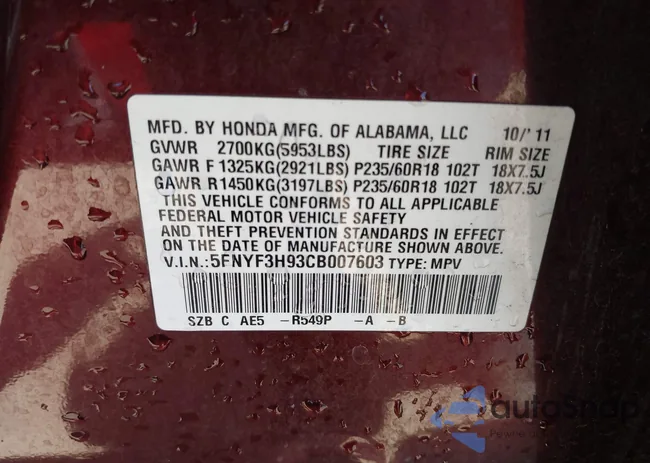 MFD. BY HONDA MFG. OF ALABAMA, LLC 10/'11
GVWR 2700KG(5953LBS) TIRE SIZE RIM SIZE
GAWR F 1325KG(2921LBS) P235/60R18 102T 18X7.5J
GAWR R 1450KG(3197LBS) P235/60R18 102T 18X7.5J
THIS VEHICLE CONFORMS TO ALL APPLICABLE
FEDERAL MOTOR VEHICLE SAFETY
AND THEFT PREVENTION STANDARDS IN EFFECT
ON THE DATE OF MANUFACTURE SHOWN ABOVE.
V.I.N.:5FNYF3H93CB007603 TYPE: MPV
SZB C AE5 -R549P -A -B
autoSnap
Powered by